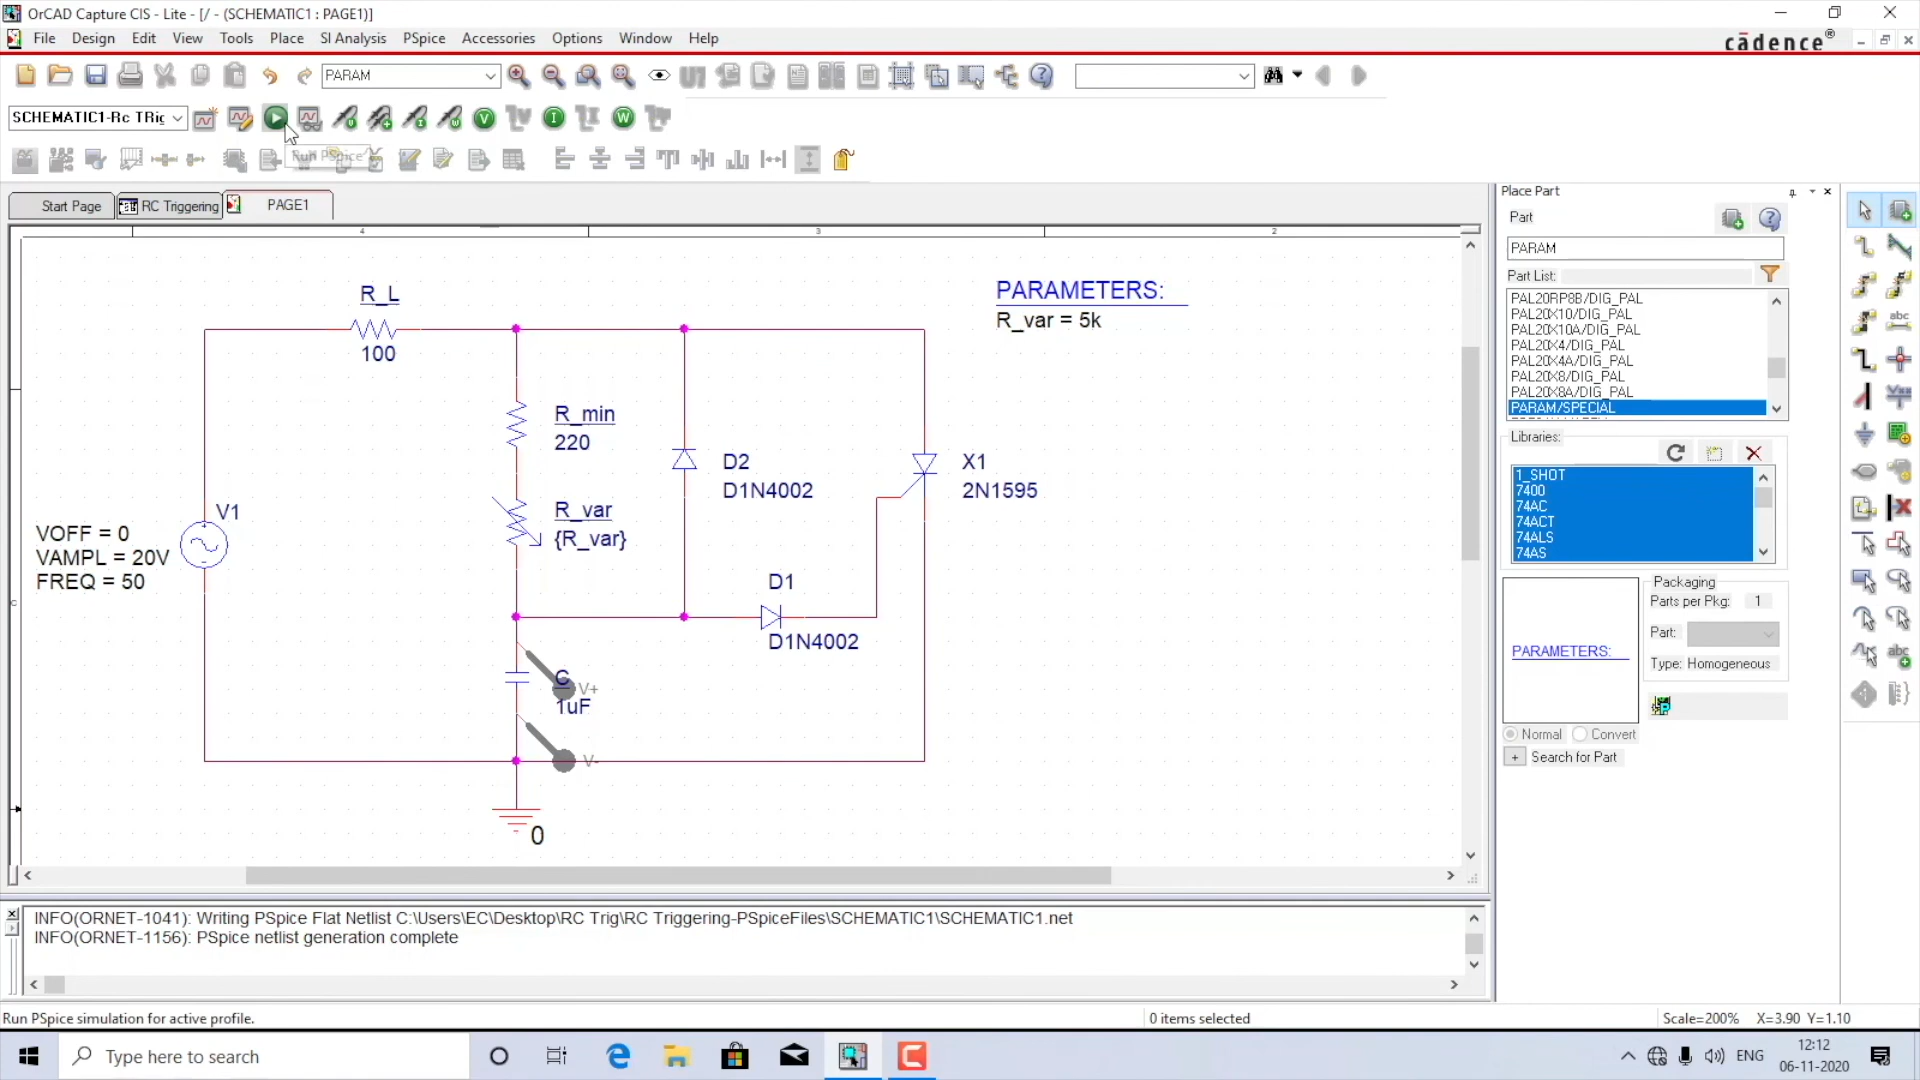 OrCAD Capture CIS - Lite - [/ - (SCHEMATIC1 : PAGE1)]
File Design Edit View Tools Place SI Analysis PSpice Accessories Options Window Help
cādence®
PARAM
SCHEMATIC1-Rc TRig
Run PSpice
Start Page RC Triggering PAGE1
4 3 2
R_L
100
PARAMETERS:
R_var = 5k
R_min
220
D2
D1N4002
X1
2N1595
R_var
{R_var}
V1
VOFF = 0
VAMPL = 20V
FREQ = 50
D1
D1N4002
C
V+
1uF
V-
0
C
Place Part
Part
PARAM
Part List:
PAL20RP8B/DIG_PAL
PAL20X10/DIG_PAL
PAL20X10A/DIG_PAL
PAL20X4/DIG_PAL
PAL20X4A/DIG_PAL
PAL20X8/DIG_PAL
PAL20X8A/DIG_PAL
PARAM/SPECIAL
Libraries:
1_SHOT
7400
74AC
74ACT
74ALS
74AS
PARAMETERS:
Packaging
Parts per Pkg: 1
Part:
Type: Homogeneous
Normal Convert
Search for Part
INFO(ORNET-1041): Writing PSpice Flat Netlist C:\Users\EC\Desktop\RC Trig\RC Triggering-PSpiceFiles\SCHEMATIC1\SCHEMATIC1.net
INFO(ORNET-1156): PSpice netlist generation complete
Run PSpice simulation for active profile.
0 items selected
Scale=200% X=3.90 Y=1.10
Type here to search
ENG
12:12
06-11-2020